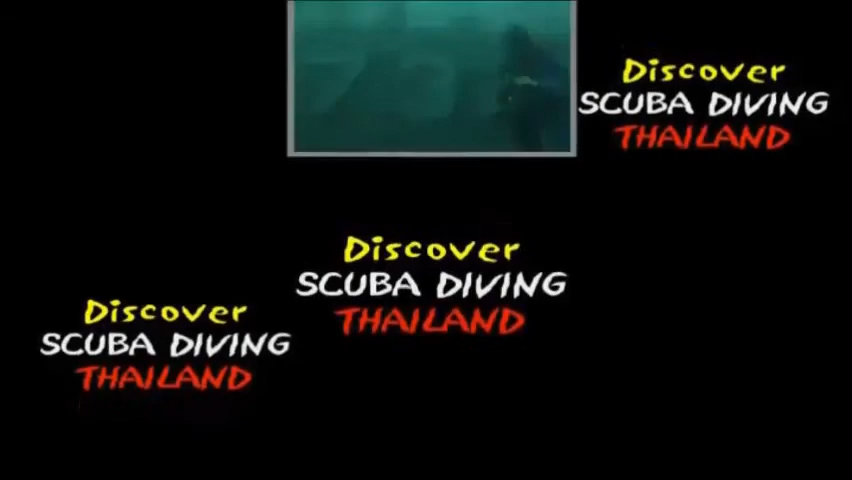 Discover
SCUBA DIVING
THAILAND
Discover
SCUBA DIVING
THAILAND
Discover
SCUBA DIVING
THAILAND